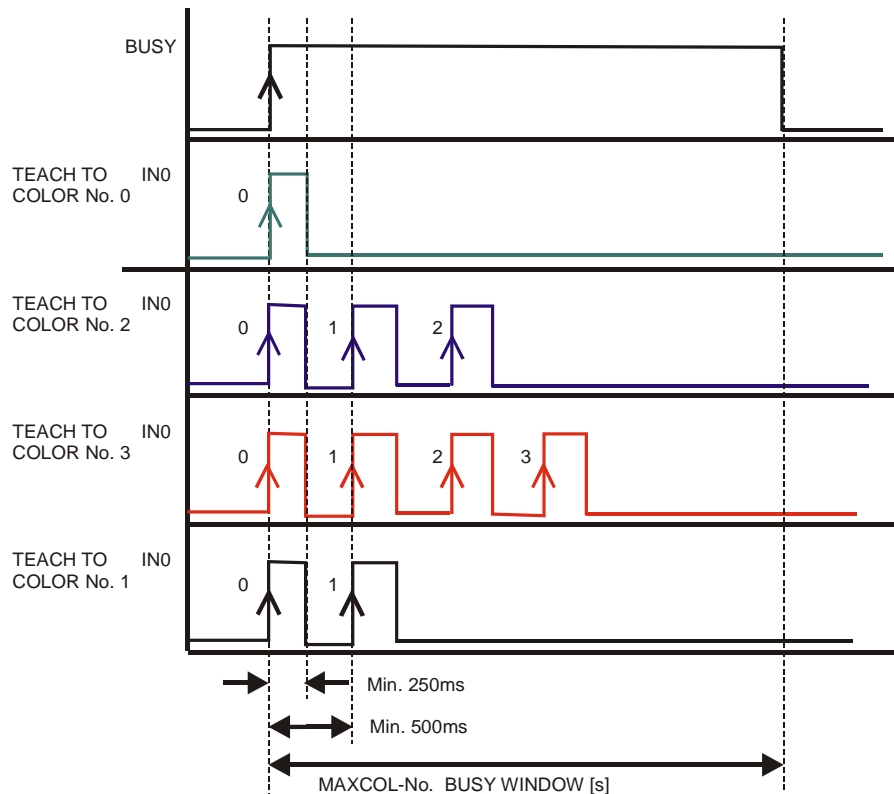 BUSY
TEACH TO IN0
COLOR No. 0
0
TEACH TO IN0
COLOR No. 2
0 1 2
TEACH TO IN0
COLOR No. 3
0 1 2 3
TEACH TO IN0
COLOR No. 1
0 1
Min. 250ms
Min. 500ms
MAXCOL-No. BUSY WINDOW [s]